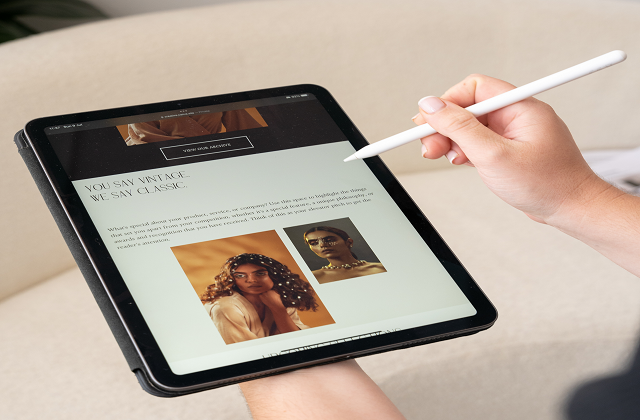 VIEW OUR ARCHIVE
YOU SAY VINTAGE.
WE SAY CLASSIC.
What's special about your product, service, or company? Use this space to highlight the things
that set you apart from your competition, whether it's a special feature, a unique philosophy, or
awards and recognition that you have received. Think of this as your elevator pitch to get the
reader's attention.